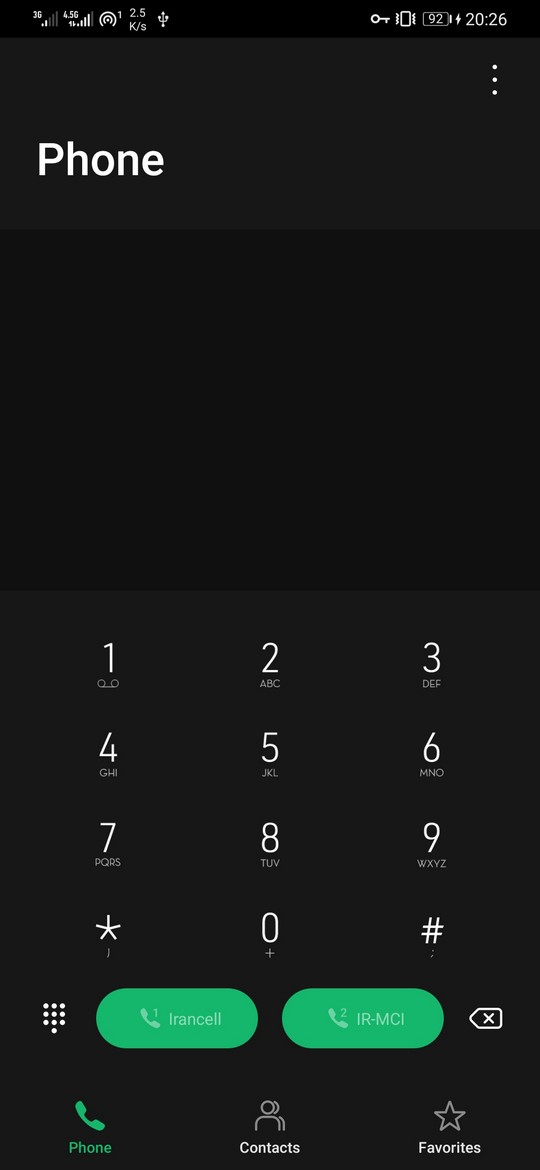 3G 4.5G 1 2.5 K/s 92 20:26
Phone
1 2 3
ABC DEF
4 5 6
GHI JKL MNO
7 8 9
PQRS TUV WXYZ
* 0 #
, + ;
1 Irancell 2 IR-MCI
Phone Contacts Favorites